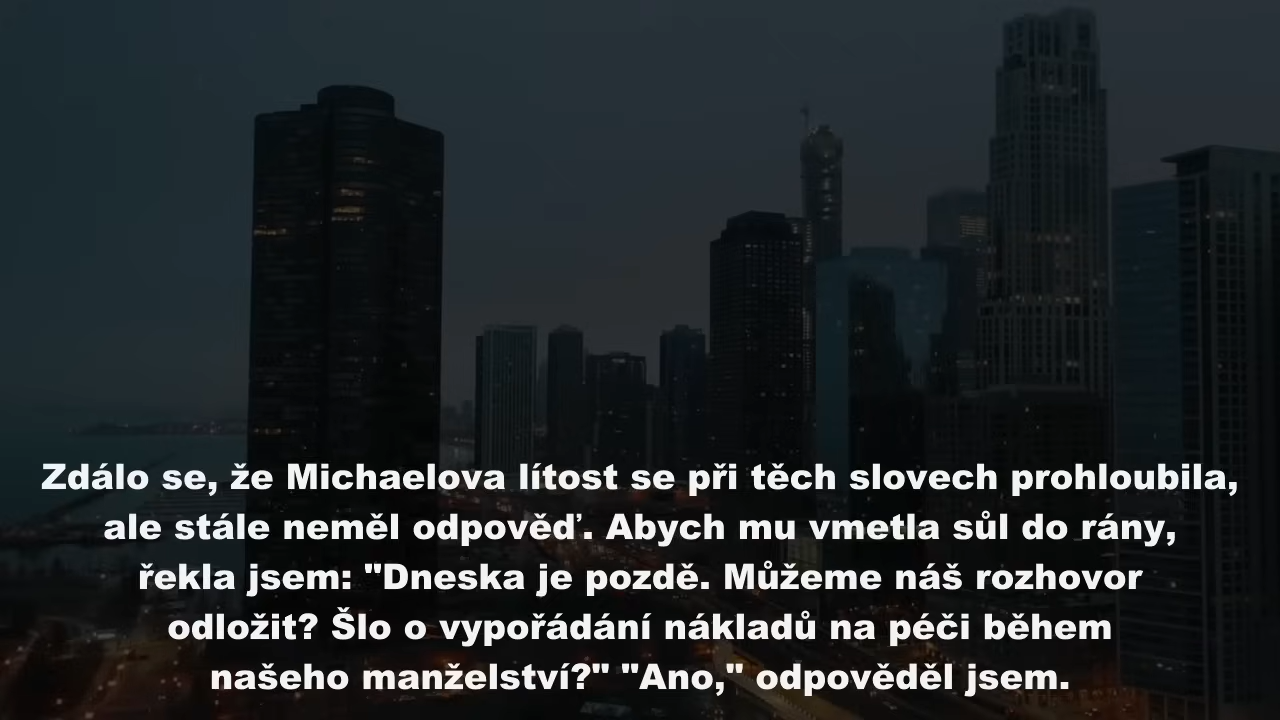 Zdálo se, že Michaelova lítost se při těch slovech prohloubila,
ale stále neměl odpověď. Abych mu vmetla sůl do rány,
řekla jsem: "Dneska je pozdě. Můžeme náš rozhovor
odložit? Šlo o vypořádání nákladů na péči během
našeho manželství?" "Ano," odpověděl jsem.